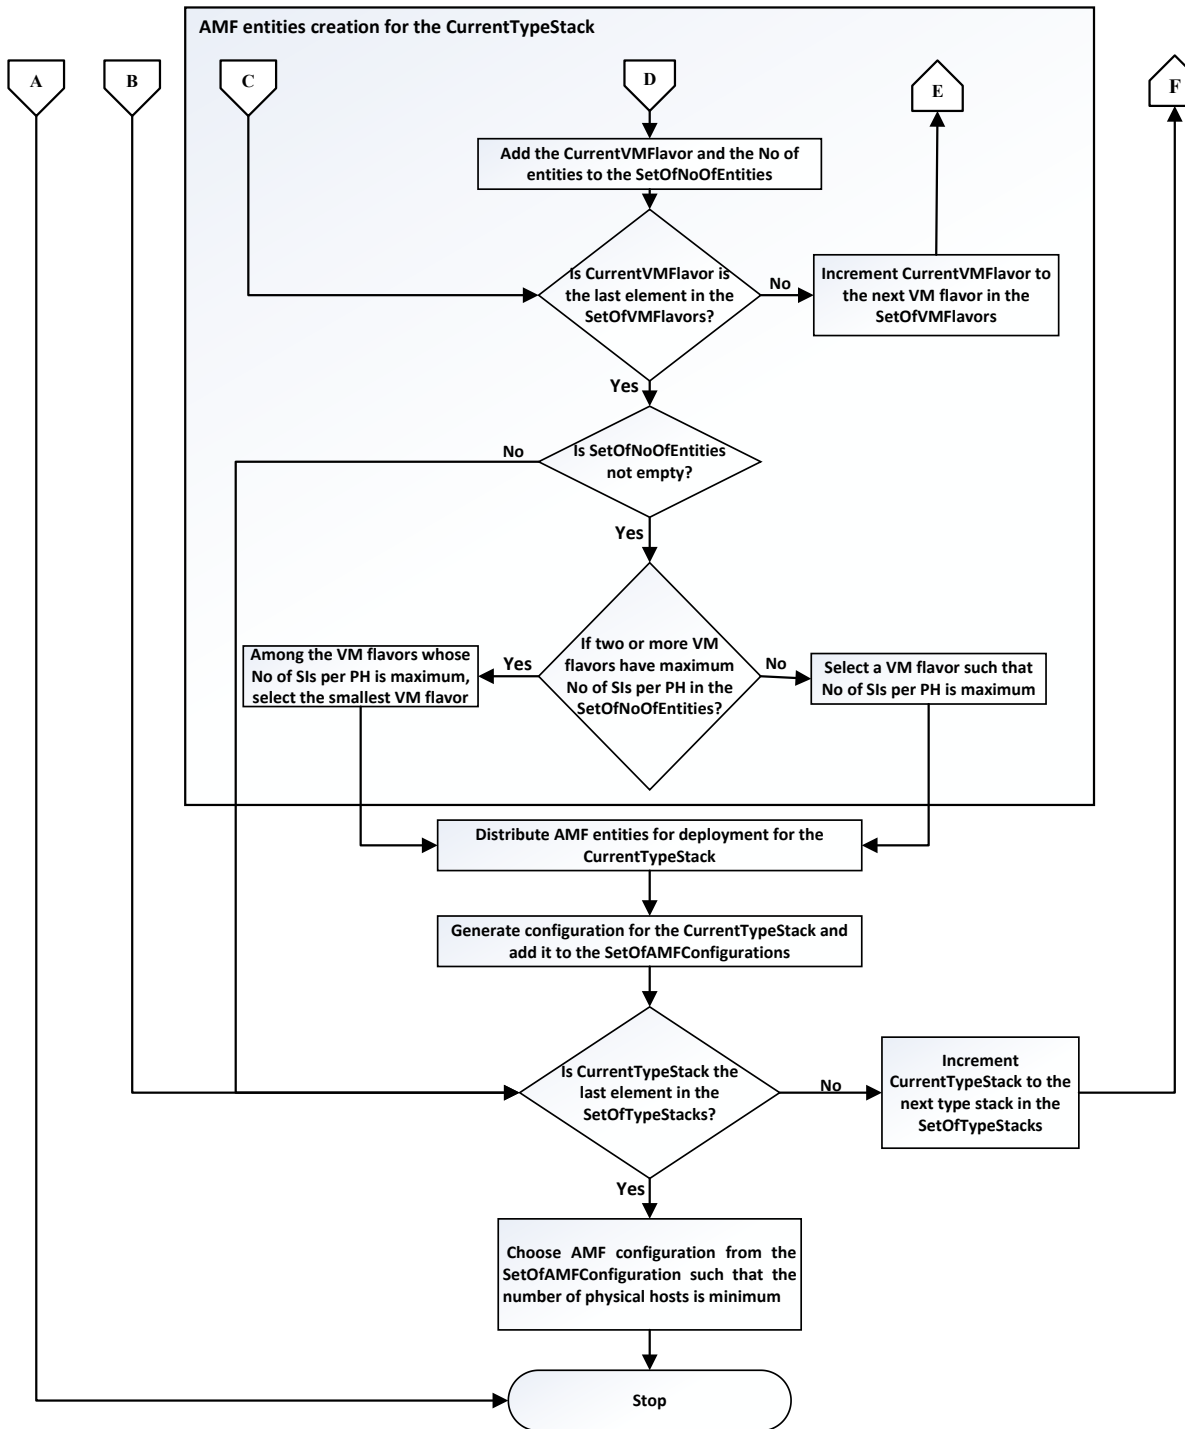 AMF entities creation for the CurrentTypeStack
A
B
C
D
E
F
Add the CurrentVMFlavor and the No of
entities to the SetOfNoOfEntities
Is CurrentVMFlavor is
the last element in the
SetOfVMFlavors?
No
Increment CurrentVMFlavor to
the next VM flavor in the
SetOfVMFlavors
Yes
Is SetOfNoOfEntities
not empty?
No
Yes
If two or more VM
flavors have maximum
No of SIs per PH in the
SetOfNoOfEntities?
Yes
Among the VM flavors whose
No of SIs per PH is maximum,
select the smallest VM flavor
No
Select a VM flavor such that
No of SIs per PH is maximum
Distribute AMF entities for deployment for the
CurrentTypeStack
Generate configuration for the CurrentTypeStack and
add it to the SetOfAMFConfigurations
Is CurrentTypeStack the
last element in the
SetOfTypeStacks?
No
Increment
CurrentTypeStack to the
next type stack in the
SetOfTypeStacks
Yes
Choose AMF configuration from the
SetOfAMFConfiguration such that the
number of physical hosts is minimum
Stop